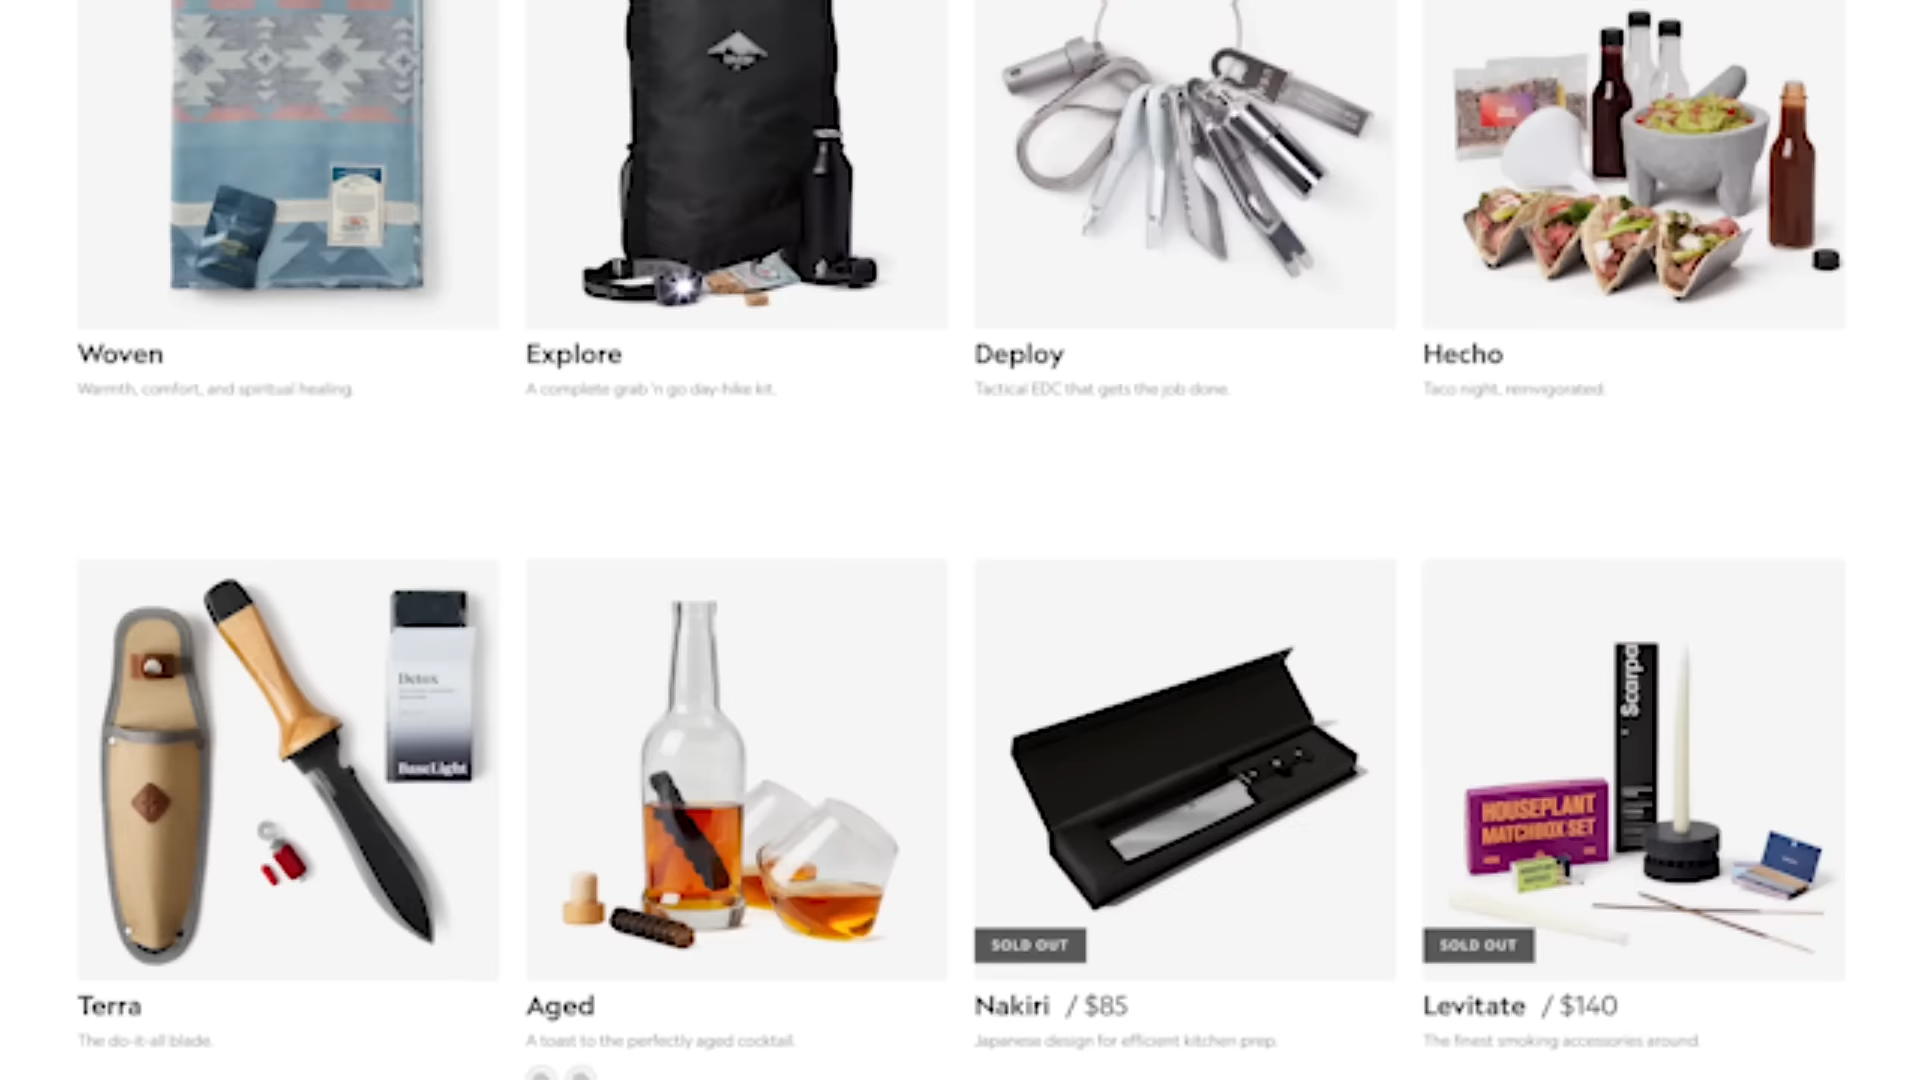 Woven
Warmth, comfort, and spiritual healing.
Explore
A complete grab 'n go day-hike kit.
Deploy
Tactical EDC that gets the job done.
Hecho
Taco night, reinvigorated.
Detox
BaseLight
Scarpa
HOUSEPLANT
MATCHBOX SET
SOLD OUT
SOLD OUT
Terra
The do-it-all blade.
Aged
A toast to the perfectly aged cocktail.
Nakiri / $85
Japanese design for efficient kitchen prep.
Levitate / $140
The finest smoking accessories around.